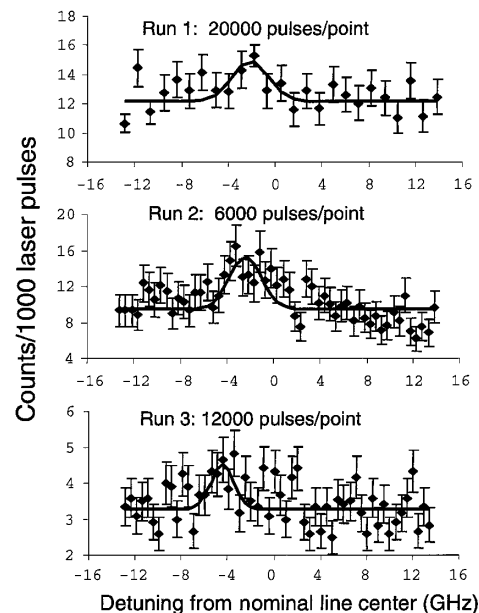 Counts/1000 laser pulses
18
Run 1: 20000 pulses/point
16
14
12
10
8
-16 -12 -8 -4 0 4 8 12 16
20
Run 2: 6000 pulses/point
16
12
8
4
-16 -12 -8 -4 0 4 8 12 16
6
Run 3: 12000 pulses/point
5
4
3
2
-16 -12 -8 -4 0 4 8 12 16
Detuning from nominal line center (GHz)